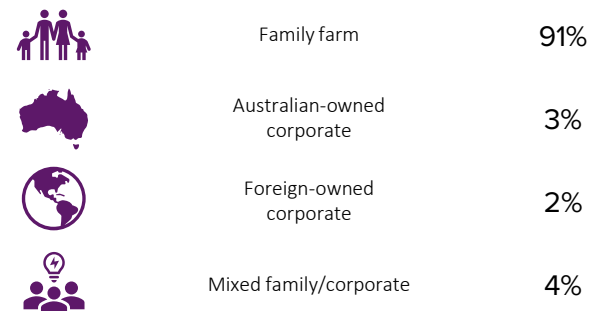 Family farm 91%
Australian-owned
corporate 3%
Foreign-owned
corporate 2%
Mixed family/corporate 4%